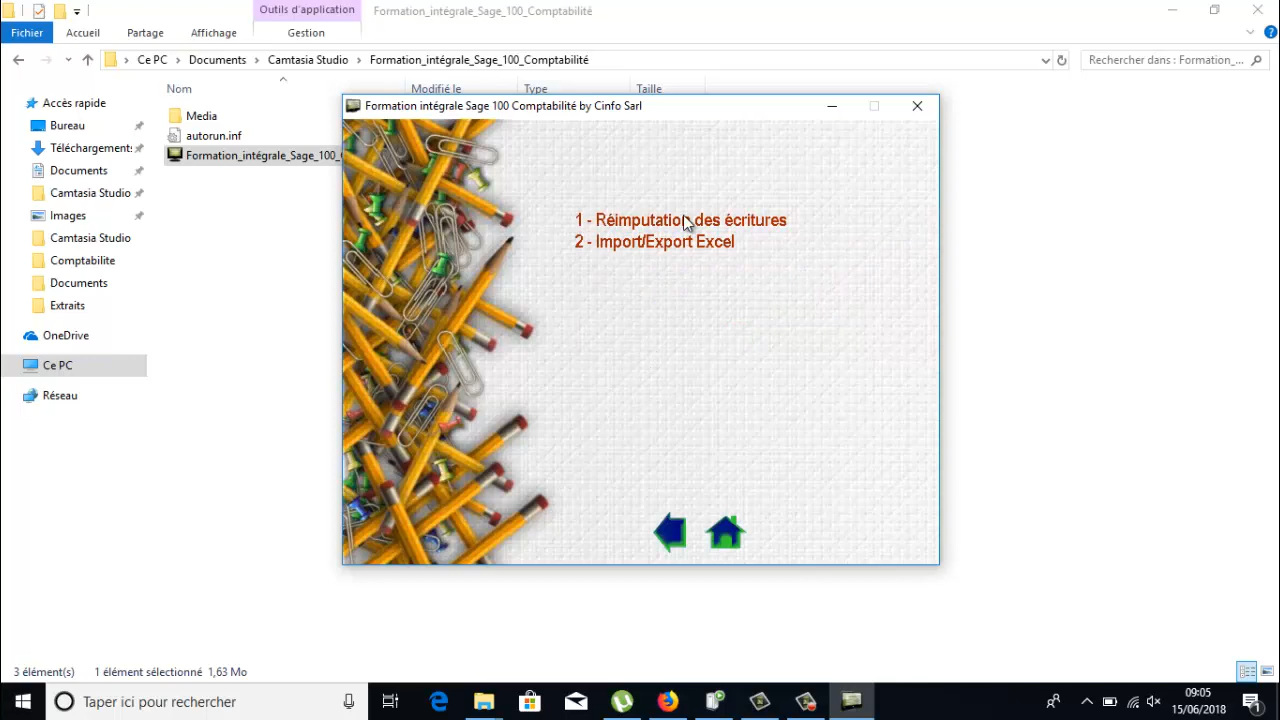 Outils d'application
Formation_intégrale_Sage_100_Comptabilité
Fichier
Accueil
Partage
Affichage
Gestion
Ce PC
Documents
Camtasia Studio
Formation_intégrale_Sage_100_Comptabilité
Rechercher dans : Formation_...
Nom
Modifié le
Type
Taille
Accès rapide
Bureau
Téléchargements
Documents
Camtasia Studio
Images
Camtasia Studio
Comptabilite
Documents
Extraits
OneDrive
Ce PC
Réseau
Media
autorun.inf
Formation_intégrale_Sage_100_
Formation intégrale Sage 100 Comptabilité by Cinfo Sarl
1 - Réimputation des écritures
2 - Import/Export Excel
3 élément(s)
1 élément sélectionné 1,63 Mo
Taper ici pour rechercher
09:05
15/06/2018
1